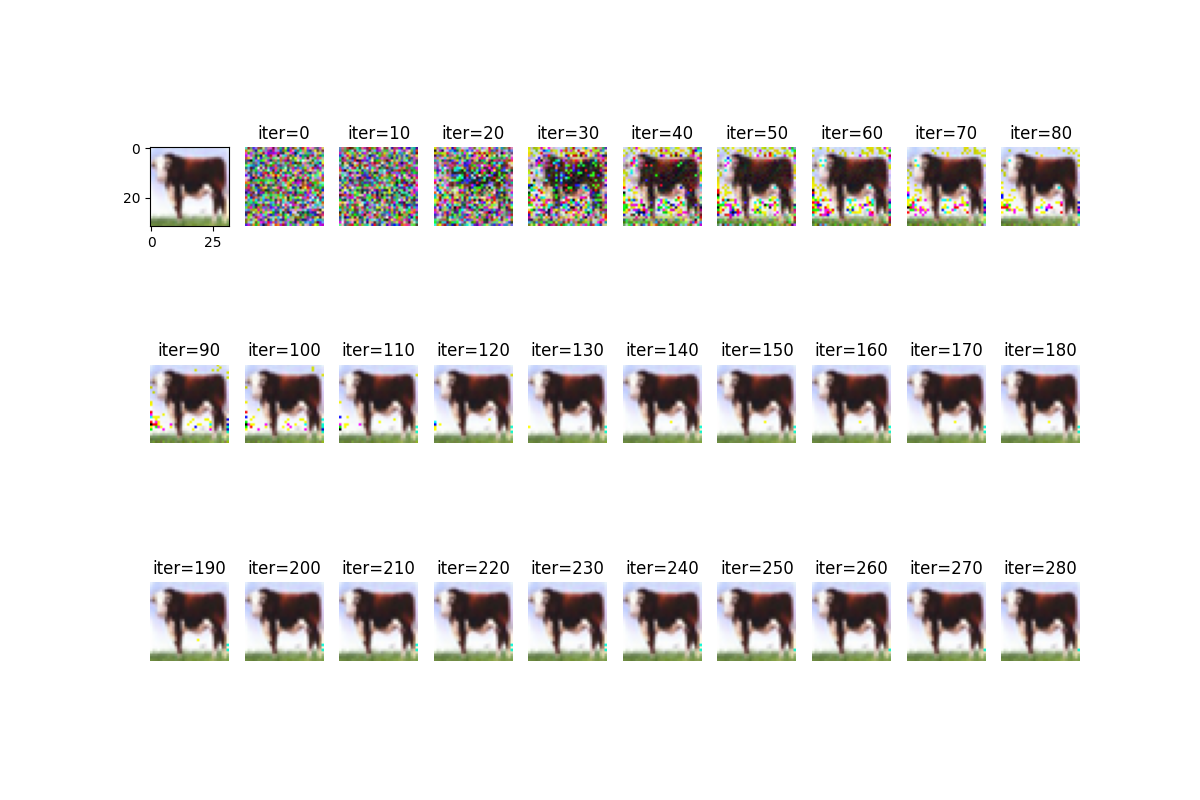 iter=0 iter=10 iter=20 iter=30 iter=40 iter=50 iter=60 iter=70 iter=80
0
20
0 25
iter=90 iter=100 iter=110 iter=120 iter=130 iter=140 iter=150 iter=160 iter=170 iter=180
iter=190 iter=200 iter=210 iter=220 iter=230 iter=240 iter=250 iter=260 iter=270 iter=280